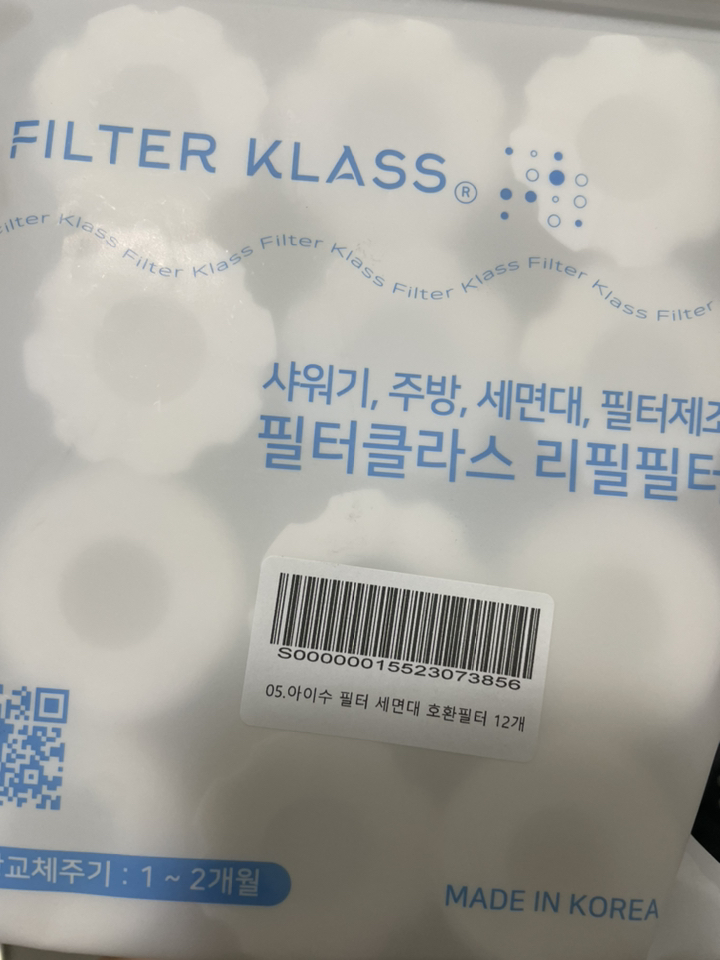 FILTER KLASS®
Filter Klass Filter Klass Filter Klass Filter Klass Filter Klass Filter
샤워기, 주방, 세면대, 필터제조
필터클라스 리필필터
S00000015523073856
05.아이수 필터 세면대 호환필터 12개
교체주기 : 1 ~ 2개월
MADE IN KOREA